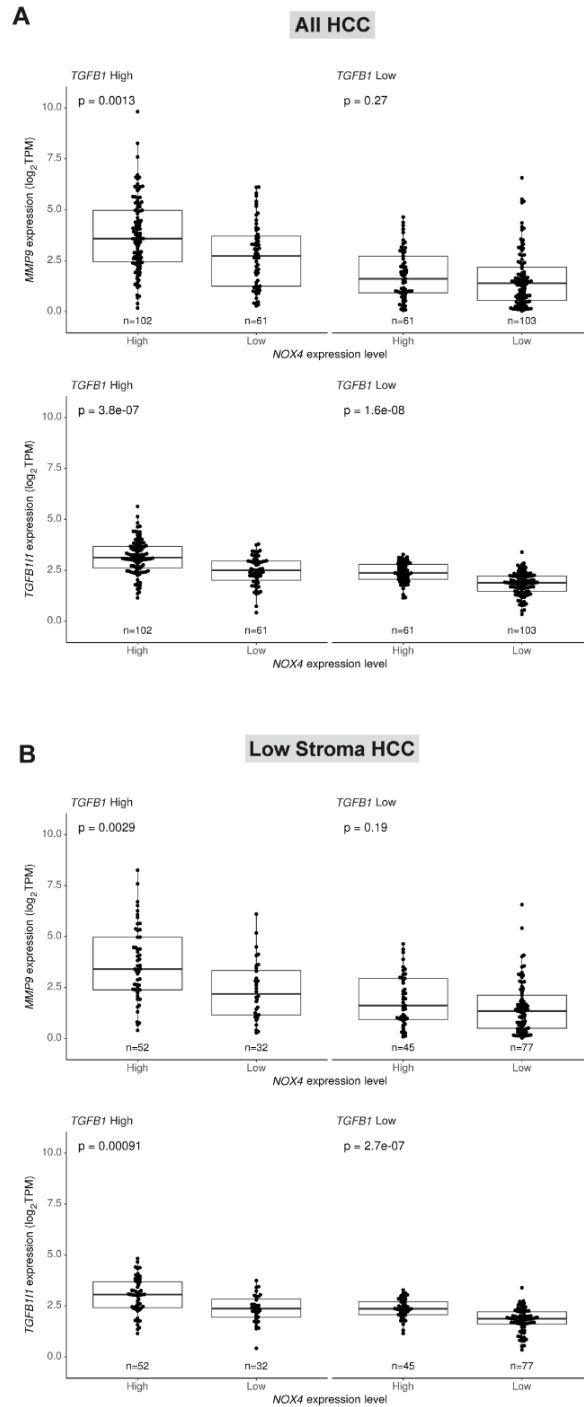 A
All HCC
TGFB1 High
TGFB1 Low
p = 0.0013
p = 0.27
10.0
7.5
5.0
2.5
0.0
MMP9 expression (log2TPM)
n=102
n=61
n=61
n=103
High
Low
High
Low
NOX4 expression level
TGFB1 High
TGFB1 Low
p = 3.8e-07
p = 1.6e-08
10.0
7.5
5.0
2.5
0.0
TGFB1I1 expression (log2TPM)
n=102
n=61
n=61
n=103
High
Low
High
Low
NOX4 expression level
B
Low Stroma HCC
TGFB1 High
TGFB1 Low
p = 0.0029
p = 0.19
10.0
7.5
5.0
2.5
0.0
MMP9 expression (log2TPM)
n=52
n=32
n=45
n=77
High
Low
High
Low
NOX4 expression level
TGFB1 High
TGFB1 Low
p = 0.00091
p = 2.7e-07
10.0
7.5
5.0
2.5
0.0
TGFB1I1 expression (log2TPM)
n=52
n=32
n=45
n=77
High
Low
High
Low
NOX4 expression level